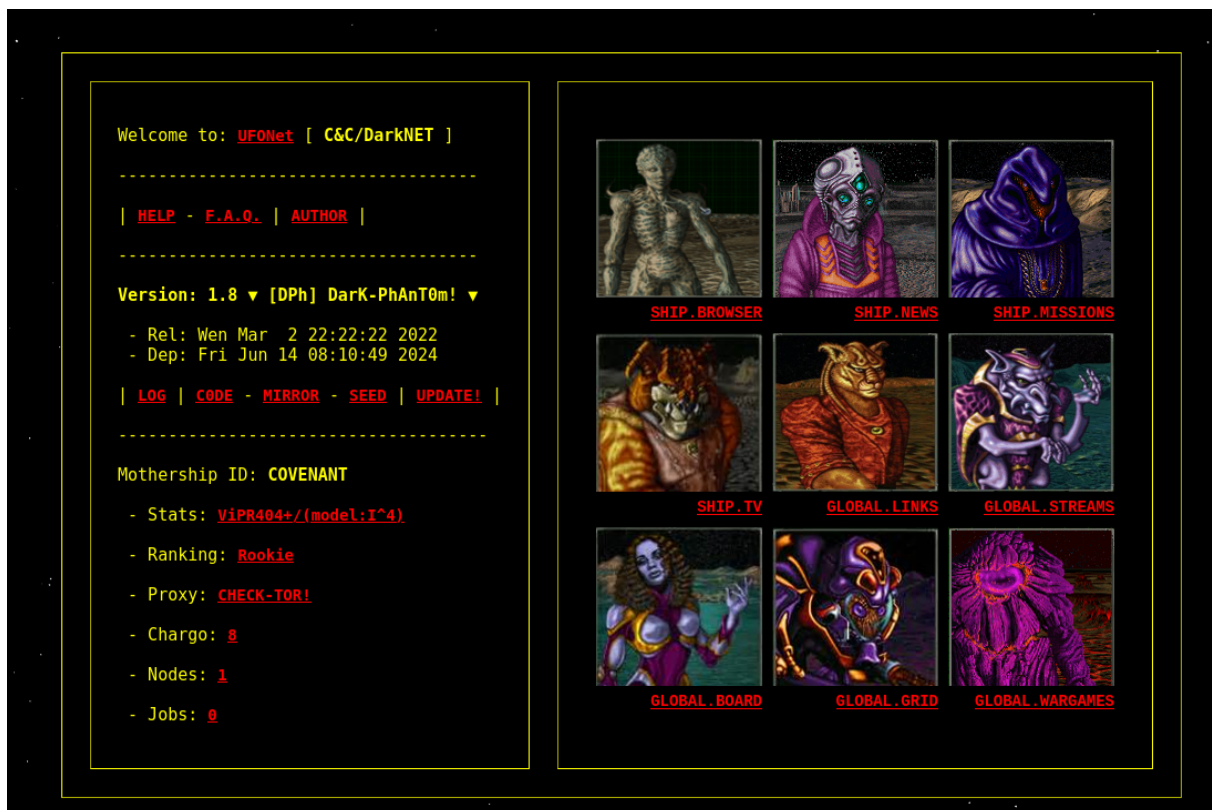 Welcome to: UFONet [ C&C/DarkNET ]
------------------------------------
| HELP - F.A.Q. | AUTHOR |
------------------------------------
Version: 1.8 ▼ [DPh] DarK-PhAnT0m! ▼
- Rel: Wen Mar  2 22:22:22 2022
- Dep: Fri Jun 14 08:10:49 2024
| LOG | C0DE - MIRROR - SEED | UPDATE! |
-------------------------------------
Mothership ID: COVENANT
- Stats: ViPR404+/(model:I^4)
- Ranking: Rookie
- Proxy: CHECK-TOR!
- Chargo: 8
- Nodes: 1
- Jobs: 0
SHIP.BROWSER SHIP.NEWS SHIP.MISSIONS
SHIP.TV GLOBAL.LINKS GLOBAL.STREAMS
GLOBAL.BOARD GLOBAL.GRID GLOBAL.WARGAMES